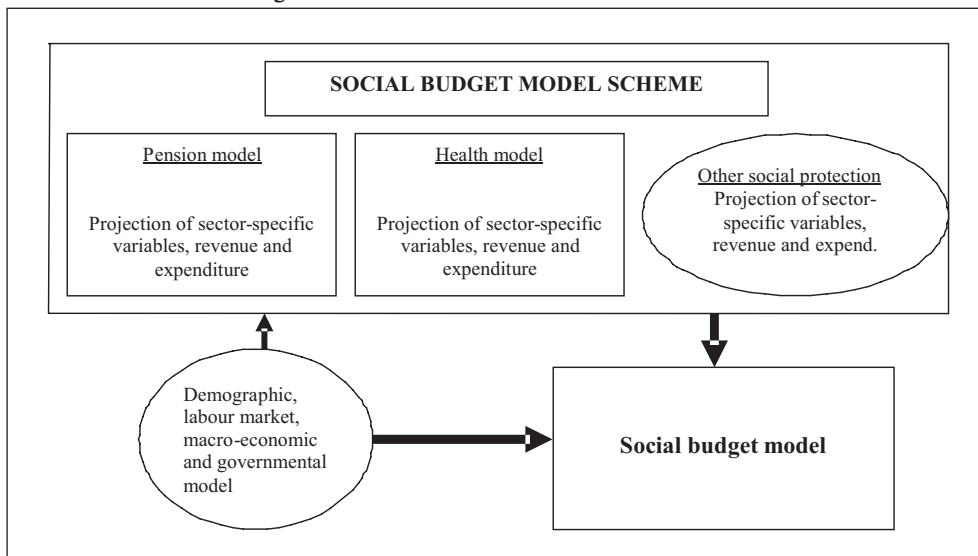 SOCIAL BUDGET MODEL SCHEME
Pension model
Projection of sector-specific
variables, revenue and
expenditure
Health model
Projection of sector-specific
variables, revenue and
expenditure
Other social protection
Projection of sector-
specific variables,
revenue and expend.
Demographic,
labour market,
macro-economic
and governmental
model
Social budget model